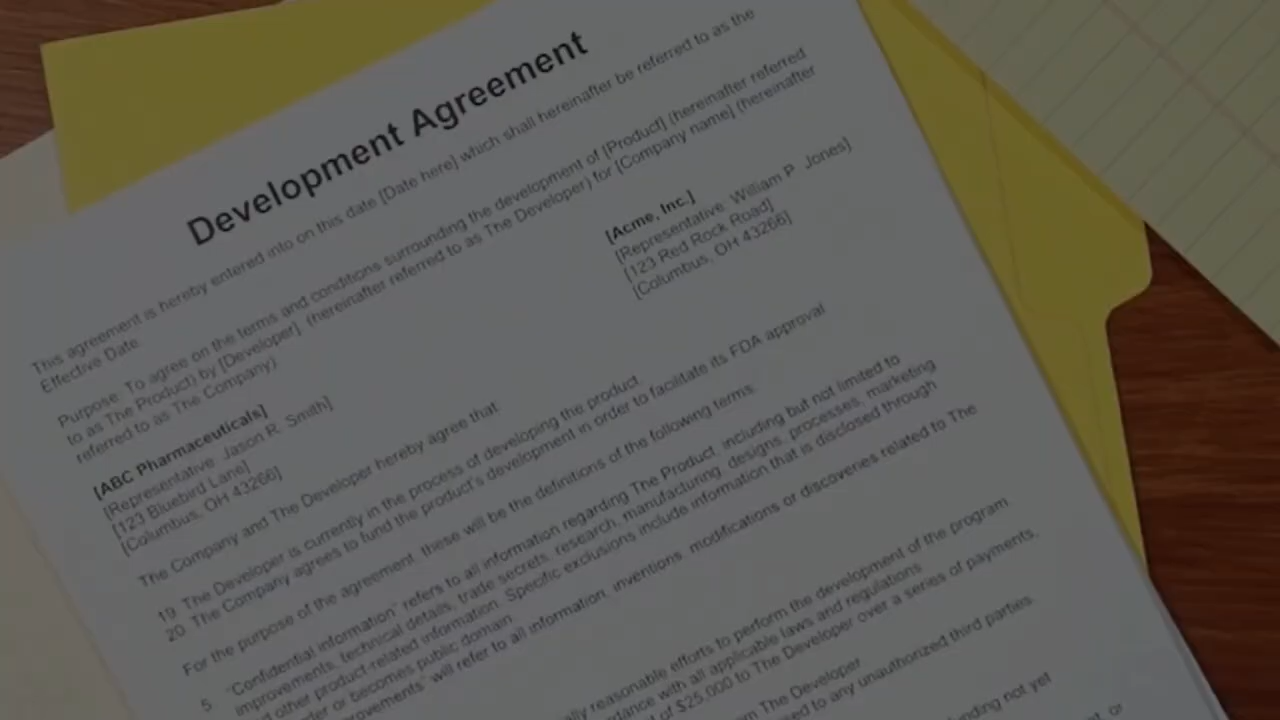 Development Agreement
This agreement is hereby entered into on this date [Date here] which shall hereinafter be referred to as the
Effective Date.
Purpose: To agree on the terms and conditions surrounding the development of [Product] (hereinafter referred
to as The Product) by [Developer] (hereinafter referred to as The Developer) for [Company name] (hereinafter
referred to as The Company)
[ABC Pharmaceuticals]
[Representative: Jason R. Smith]
[123 Bluebird Lane]
[Columbus, OH 43266]
[Acme, Inc.]
[Representative: William P. Jones]
[123 Red Rock Road]
[Columbus, OH 43266]
The Company and The Developer hereby agree that:
19. The Developer is currently in the process of developing the product.
20. The Company agrees to fund the product's development in order to facilitate its FDA approval
For the purpose of the agreement, these will be the definitions of the following terms:
5. "Confidential information" refers to all information regarding The Product, including but not limited to
improvements, technical details, trade secrets, research, manufacturing, designs, processes, marketing
and other product-related information. Specific exclusions include information that is disclosed through
or becomes public domain.
will refer to all information, inventions, modifications or discoveries related to The
reasonable efforts to perform the development of the program
with all applicable laws and regulations
of $25,000 to The Developer over a series of payments,
The Developer
to any unauthorized third parties.
not yet
or